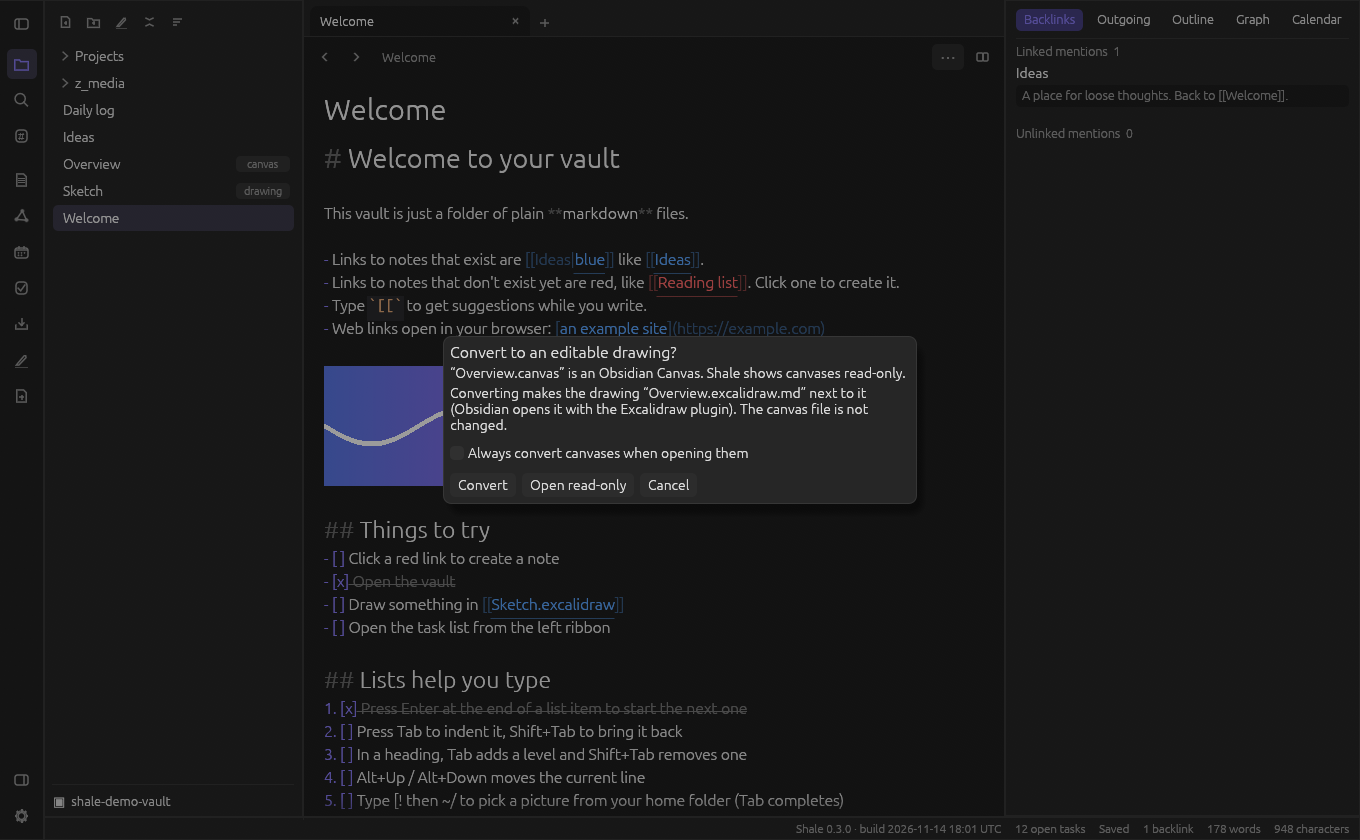 Welcome
Backlinks
Outgoing
Outline
Graph
Calendar
Projects
z_media
Daily log
Ideas
Overview
canvas
Sketch
drawing
Welcome
shale-demo-vault
Welcome
Welcome
# Welcome to your vault
This vault is just a folder of plain **markdown** files.
- Links to notes that exist are [[Ideas|blue]] like [[Ideas]].
- Links to notes that don't exist yet are red, like [[Reading list]]. Click one to create it.
- Type `[[` to get suggestions while you write.
- Web links open in your browser: [an example site](https://example.com)
Convert to an editable drawing?
“Overview.canvas” is an Obsidian Canvas. Shale shows canvases read-only.
Converting makes the drawing “Overview.excalidraw.md” next to it
(Obsidian opens it with the Excalidraw plugin). The canvas file is not
changed.
Always convert canvases when opening them
Convert
Open read-only
Cancel
## Things to try
- [ ] Click a red link to create a note
- [x] Open the vault
- [ ] Draw something in [[Sketch.excalidraw]]
- [ ] Open the task list from the left ribbon
## Lists help you type
1. [x] Press Enter at the end of a list item to start the next one
2. [ ] Press Tab to indent it, Shift+Tab to bring it back
3. [ ] In a heading, Tab adds a level and Shift+Tab removes one
4. [ ] Alt+Up / Alt+Down moves the current line
5. [ ] Type [! then ~/ to pick a picture from your home folder (Tab completes)
Linked mentions 1
Ideas
A place for loose thoughts. Back to [[Welcome]].
Unlinked mentions 0
Shale 0.3.0 · build 2026-11-14 18:01 UTC
12 open tasks
Saved
1 backlink
178 words
948 characters